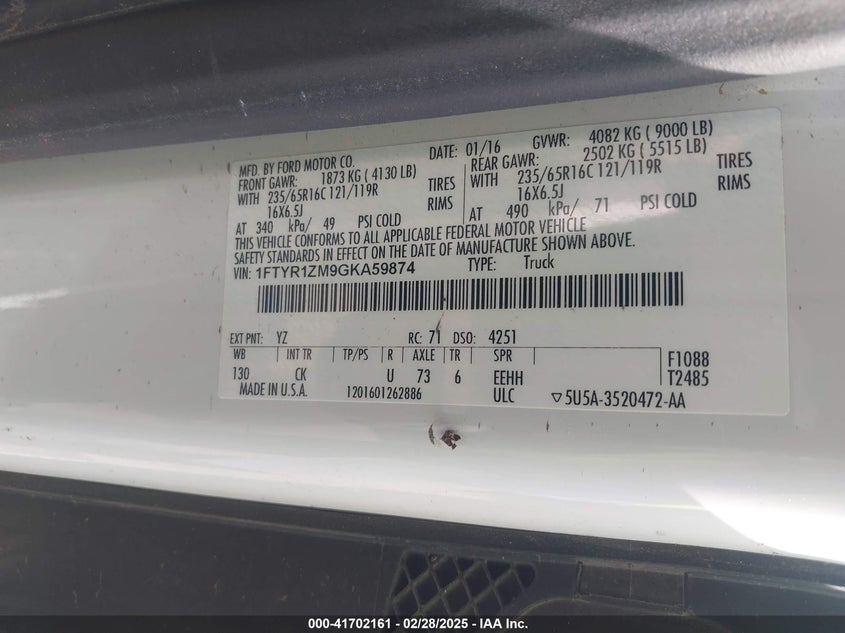 MFD. BY FORD MOTOR CO. DATE: 01/16 GVWR: 4082 KG ( 9000 LB)
FRONT GAWR: 1873 KG ( 4130 LB) REAR GAWR: 2502 KG ( 5515 LB)
WITH 235/65R16C 121/119R TIRES WITH 235/65R16C 121/119R TIRES
16X6.5J RIMS 16X6.5J RIMS
AT 340 kPa/ 49 PSI COLD AT 490 kPa/ 71 PSI COLD
THIS VEHICLE CONFORMS TO ALL APPLICABLE FEDERAL MOTOR VEHICLE
SAFETY STANDARDS IN EFFECT ON THE DATE OF MANUFACTURE SHOWN ABOVE.
VIN: 1FTYR1ZM9GKA59874 TYPE: Truck
EXT PNT: YZ RC: 71 DSO: 4251
WB INT TR TP/PS R AXLE TR SPR F1088
130 CK U 73 6 EEHH T2485
MADE IN U.S.A. 1201601262886 ULC ▽5U5A-3520472-AA
000-41702161 - 02/28/2025 - IAA Inc.